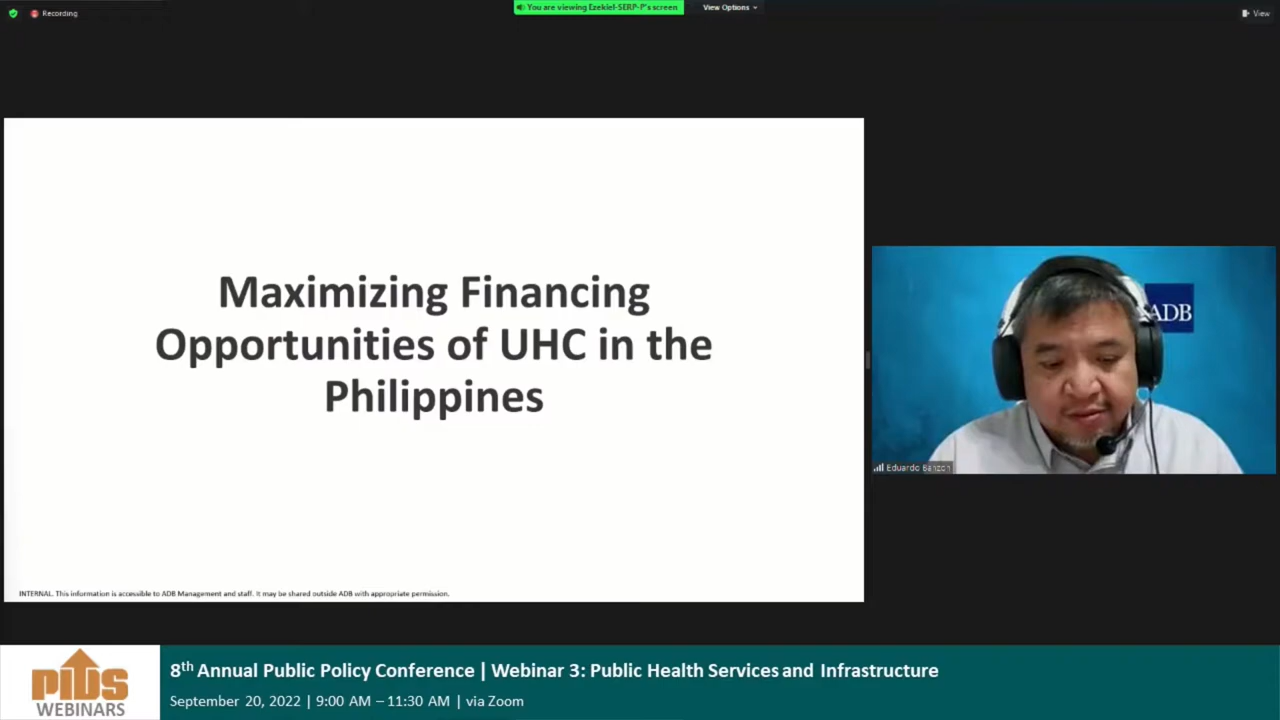 Recording
You are viewing Ezekiel-SERP-P's screen
View Options
View
Maximizing Financing
Opportunities of UHC in the
Philippines
ADB
Eduardo Banzon
INTERNAL. This information is accessible to ADB Management and staff. It may be shared outside ADB with appropriate permission.
PIDS
WEBINARS
8th Annual Public Policy Conference | Webinar 3: Public Health Services and Infrastructure
September 20, 2022 | 9:00 AM – 11:30 AM | via Zoom